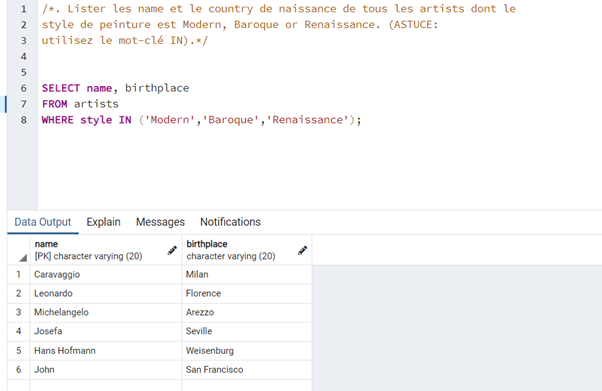 1 /*. Lister les name et le country de naissance de tous les artists dont le
2 style de peinture est Modern, Baroque or Renaissance. (ASTUCE:
3 utilisez le mot-clé IN).*/
4
5
6 SELECT name, birthplace
7 FROM artists
8 WHERE style IN ('Modern','Baroque','Renaissance');
Data Output Explain Messages Notifications
name birthplace
[PK] character varying (20) character varying (20)
1 Caravaggio Milan
2 Leonardo Florence
3 Michelangelo Arezzo
4 Josefa Seville
5 Hans Hofmann Weisenburg
6 John San Francisco